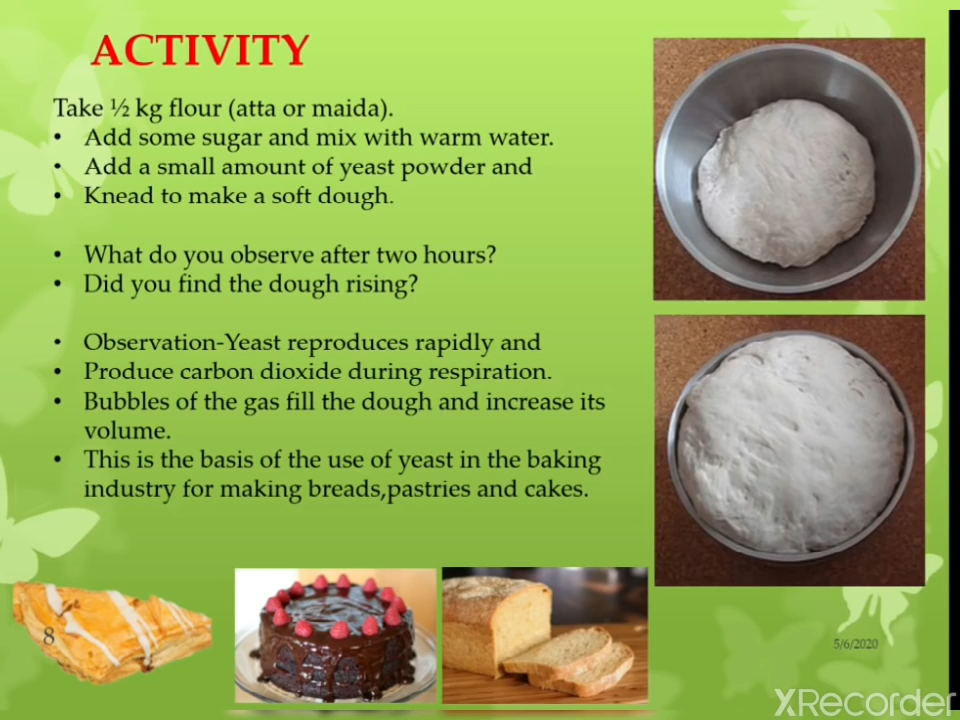 ACTIVITY
Take ½ kg flour (atta or maida).
• Add some sugar and mix with warm water.
• Add a small amount of yeast powder and
• Knead to make a soft dough.
• What do you observe after two hours?
• Did you find the dough rising?
• Observation-Yeast reproduces rapidly and
• Produce carbon dioxide during respiration.
• Bubbles of the gas fill the dough and increase its
volume.
• This is the basis of the use of yeast in the baking
industry for making breads,pastries and cakes.
8
5/6/2020
XRecorder